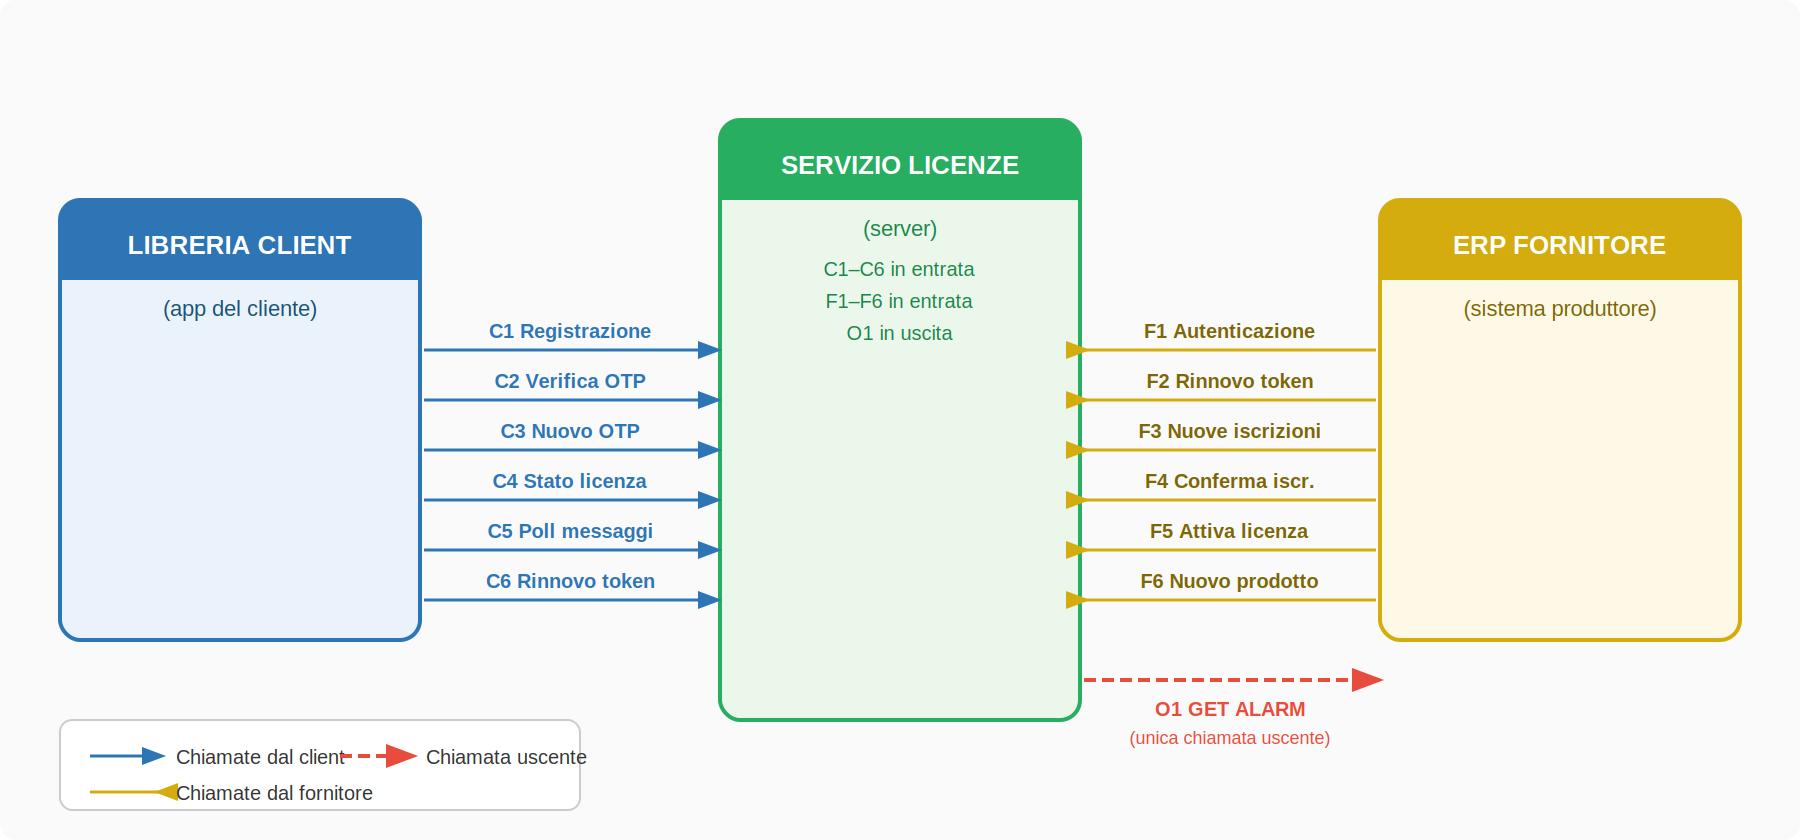 SERVIZIO LICENZE
(server)
C1–C6 in entrata
F1–F6 in entrata
O1 in uscita
LIBRERIA CLIENT
(app del cliente)
C1 Registrazione
C2 Verifica OTP
C3 Nuovo OTP
C4 Stato licenza
C5 Poll messaggi
C6 Rinnovo token
ERP FORNITORE
(sistema produttore)
F1 Autenticazione
F2 Rinnovo token
F3 Nuove iscrizioni
F4 Conferma iscr.
F5 Attiva licenza
F6 Nuovo prodotto
O1 GET ALARM
(unica chiamata uscente)
Chiamate dal client
Chiamata uscente
Chiamate dal fornitore